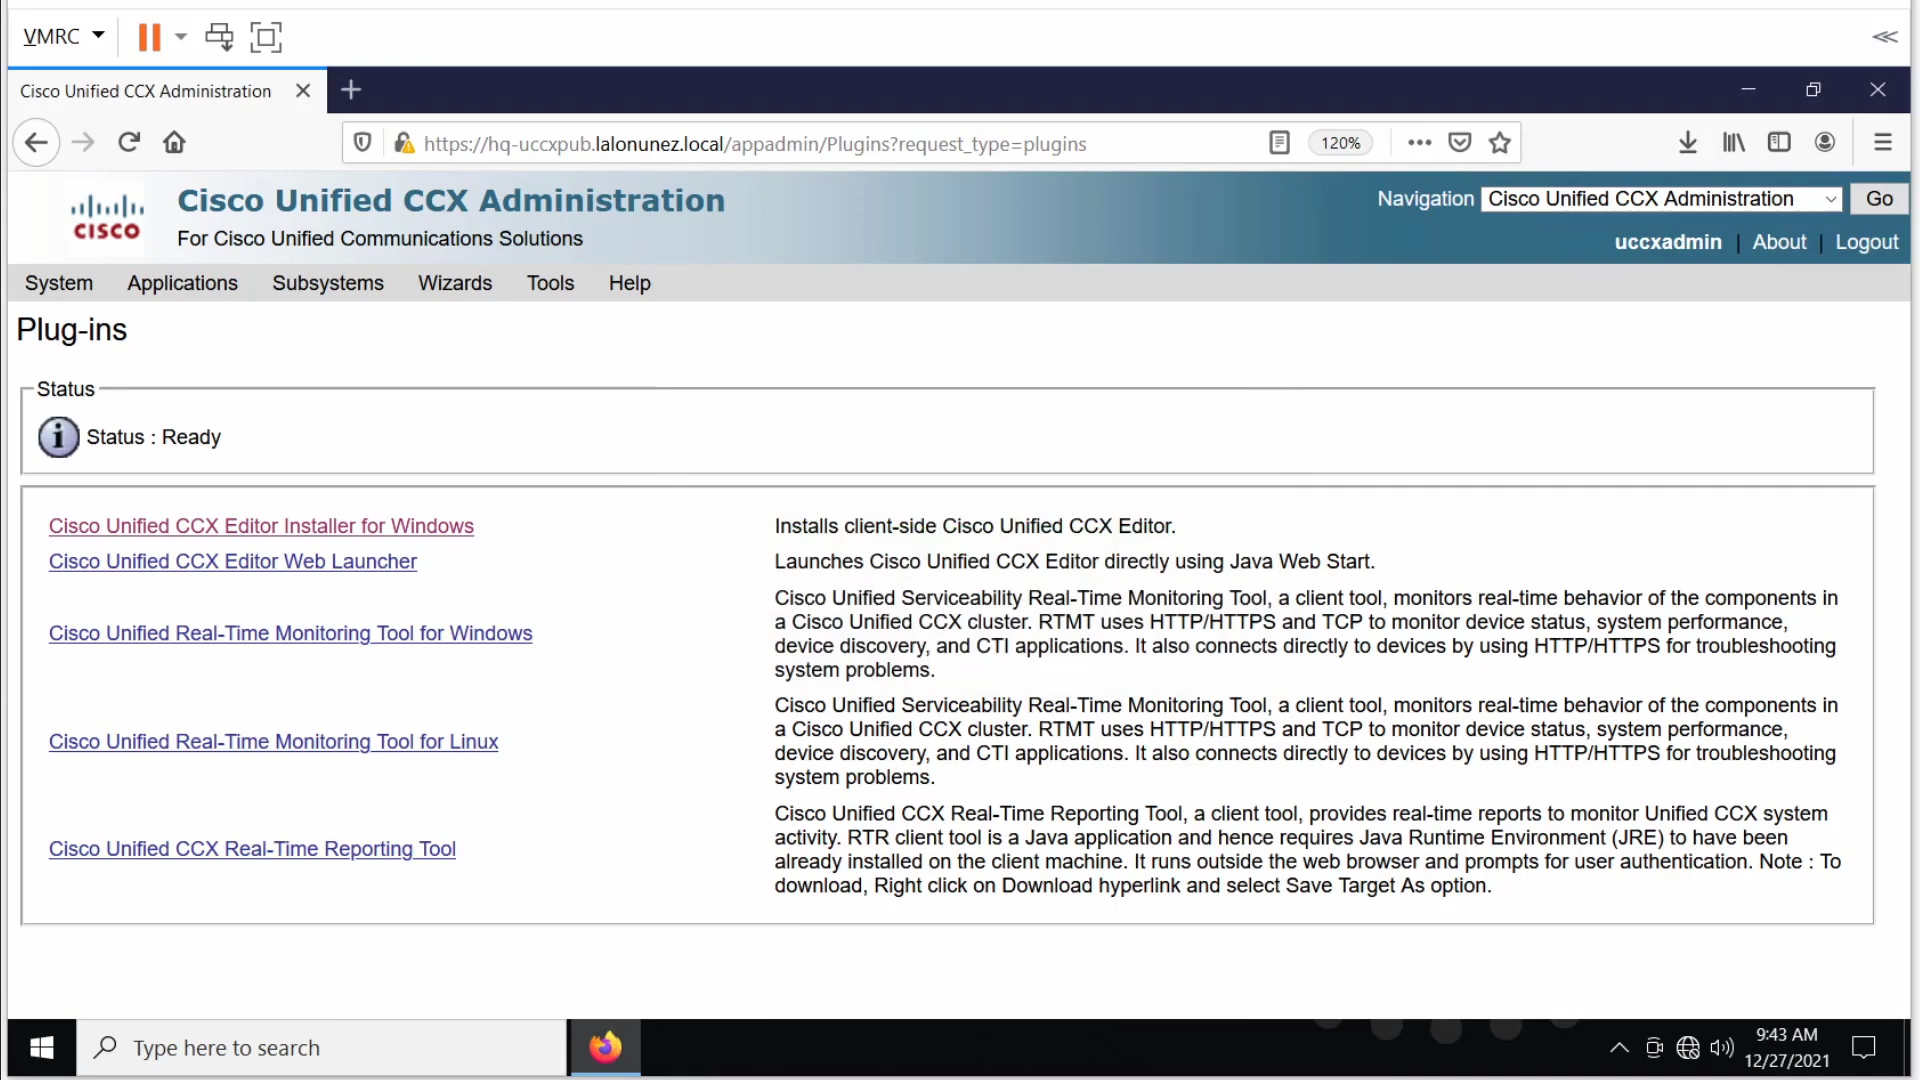 VMRC
Cisco Unified CCX Administration
https://hq-uccxpub.lalonunez.local/appadmin/Plugins?request_type=plugins
120%
CISCO
Cisco Unified CCX Administration
For Cisco Unified Communications Solutions
Navigation Cisco Unified CCX Administration Go
uccxadmin | About | Logout
System Applications Subsystems Wizards Tools Help
Plug-ins
Status
Status : Ready
Cisco Unified CCX Editor Installer for Windows
Installs client-side Cisco Unified CCX Editor.
Cisco Unified CCX Editor Web Launcher
Launches Cisco Unified CCX Editor directly using Java Web Start.
Cisco Unified Real-Time Monitoring Tool for Windows
Cisco Unified Serviceability Real-Time Monitoring Tool, a client tool, monitors real-time behavior of the components in
a Cisco Unified CCX cluster. RTMT uses HTTP/HTTPS and TCP to monitor device status, system performance,
device discovery, and CTI applications. It also connects directly to devices by using HTTP/HTTPS for troubleshooting
system problems.
Cisco Unified Real-Time Monitoring Tool for Linux
Cisco Unified Serviceability Real-Time Monitoring Tool, a client tool, monitors real-time behavior of the components in
a Cisco Unified CCX cluster. RTMT uses HTTP/HTTPS and TCP to monitor device status, system performance,
device discovery, and CTI applications. It also connects directly to devices by using HTTP/HTTPS for troubleshooting
system problems.
Cisco Unified CCX Real-Time Reporting Tool
Cisco Unified CCX Real-Time Reporting Tool, a client tool, provides real-time reports to monitor Unified CCX system
activity. RTR client tool is a Java application and hence requires Java Runtime Environment (JRE) to have been
already installed on the client machine. It runs outside the web browser and prompts for user authentication. Note : To
download, Right click on Download hyperlink and select Save Target As option.
Type here to search
9:43 AM
12/27/2021